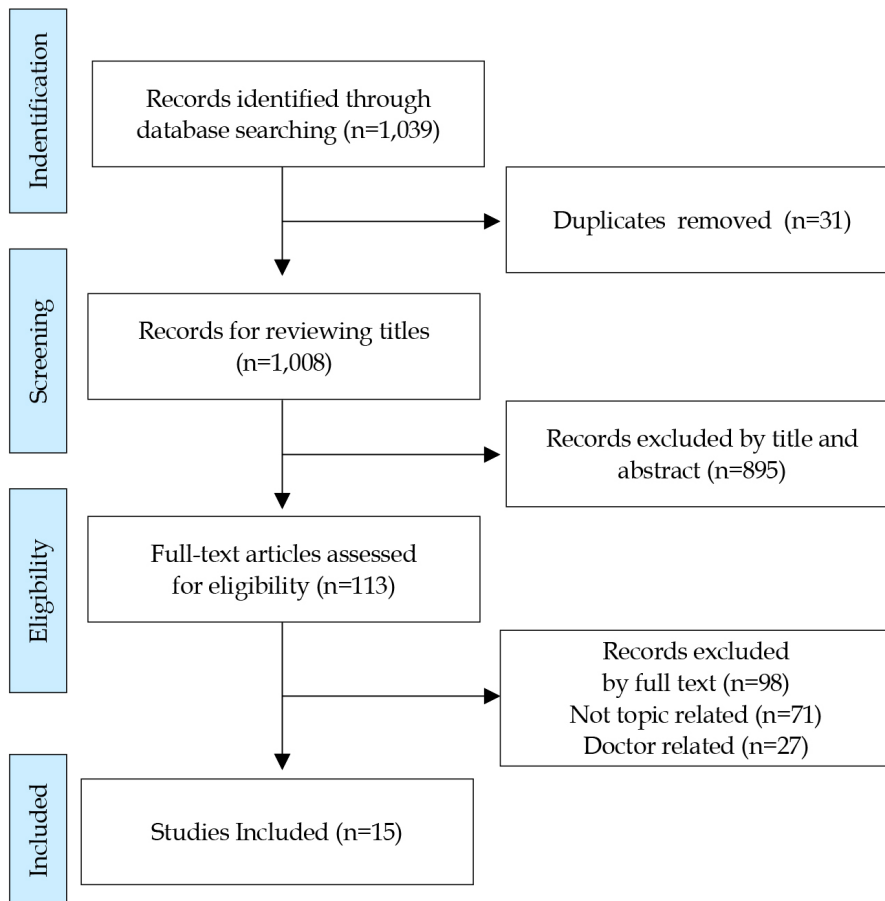 Indentification
Records identified through
database searching (n=1,039)
Duplicates removed (n=31)
Screening
Records for reviewing titles
(n=1,008)
Records excluded by title and
abstract (n=895)
Eligibility
Full-text articles assessed
for eligibility (n=113)
Records excluded
by full text (n=98)
Not topic related (n=71)
Doctor related (n=27)
Included
Studies Included (n=15)